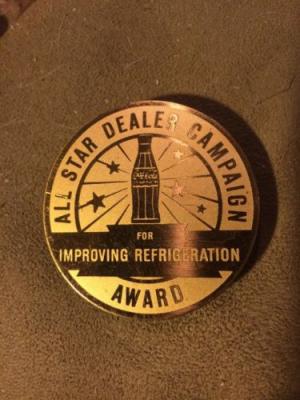 ALL STAR DEALER CAMPAIGN
Coca-Cola
FOR
IMPROVING REFRIGERATION
AWARD